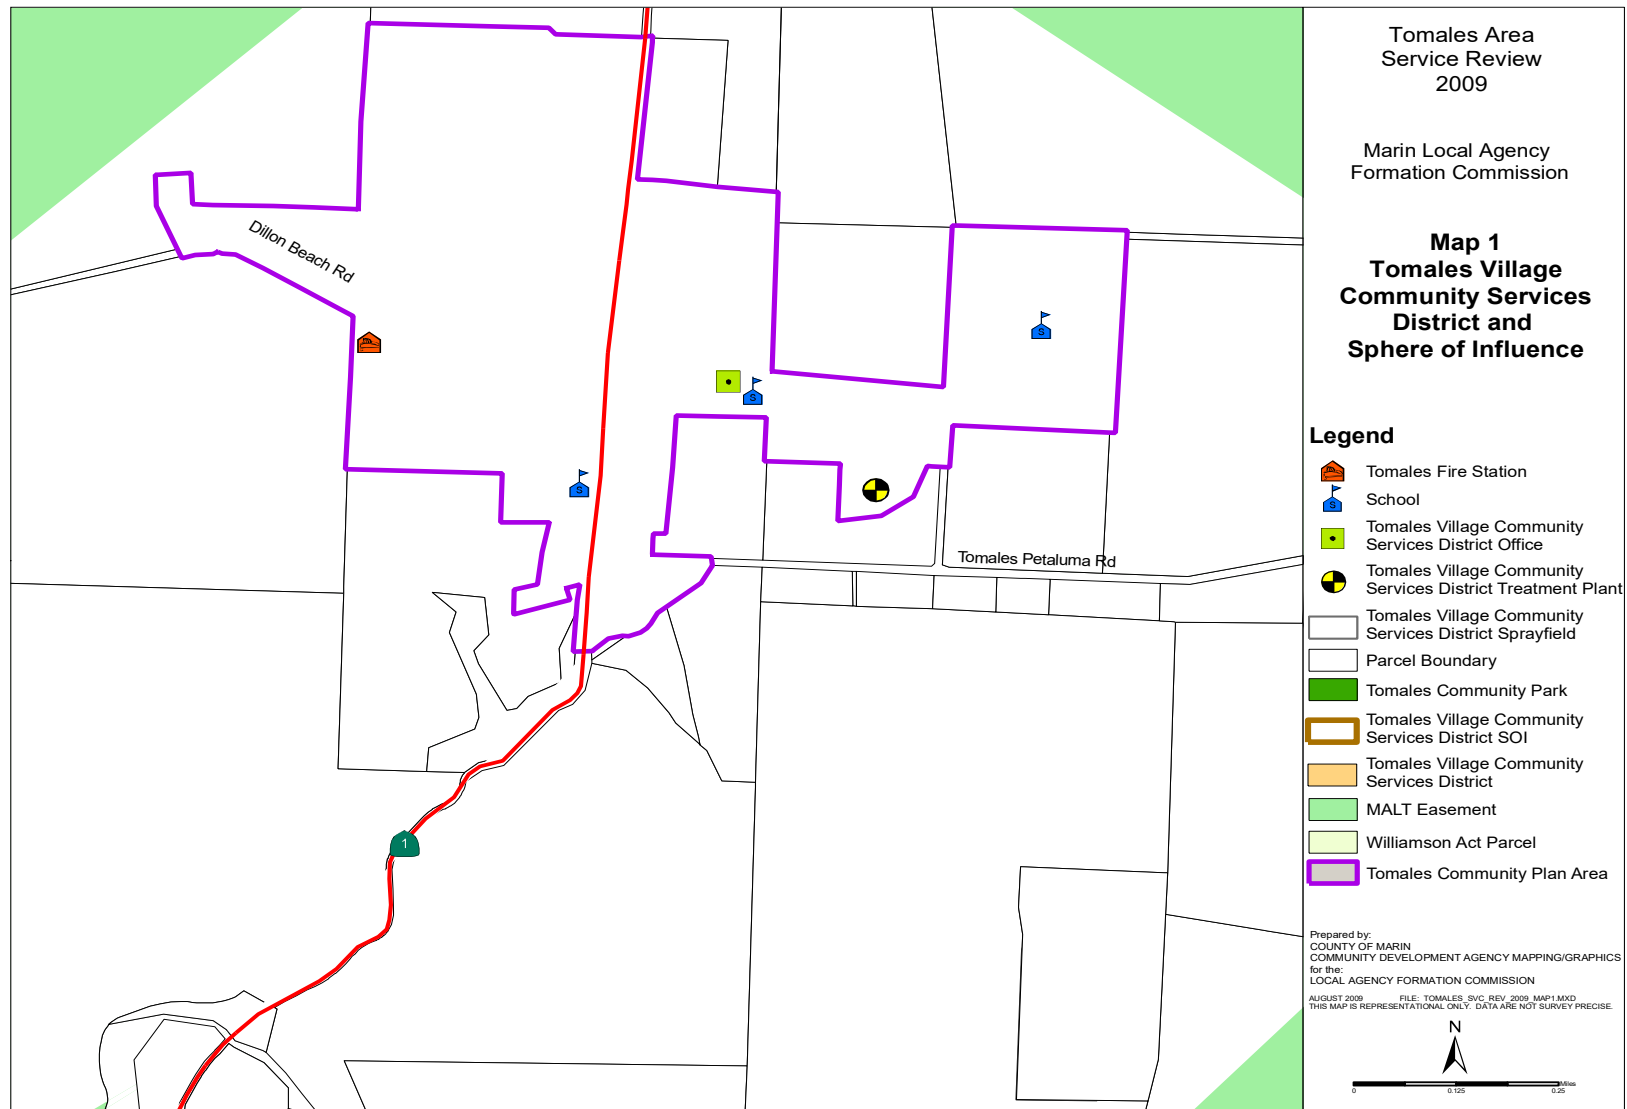 Tomales Area
Service Review
2009
Marin Local Agency
Formation Commission
Map 1
Tomales Village
Community Services
District and
Sphere of Influence
Legend
Tomales Fire Station
School
Tomales Village Community
Services District Office
Tomales Village Community
Services District Treatment Plant
Tomales Village Community
Services District Sprayfield
Parcel Boundary
Tomales Community Park
Tomales Village Community
Services District SOI
Tomales Village Community
Services District
MALT Easement
Williamson Act Parcel
Tomales Community Plan Area
Prepared by:
COUNTY OF MARIN
COMMUNITY DEVELOPMENT AGENCY MAPPING/GRAPHICS
for the:
LOCAL AGENCY FORMATION COMMISSION
AUGUST 2009 FILE: TOMALES_SVC_REV_2009_MAP1.MXD
THIS MAP IS REPRESENTATIONAL ONLY. DATA ARE NOT SURVEY PRECISE.
N
Miles
0 0.125 0.25
Dillon Beach Rd
S
S
S
S
Tomales Petaluma Rd
1